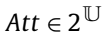 Att ∈ 2^𝕌